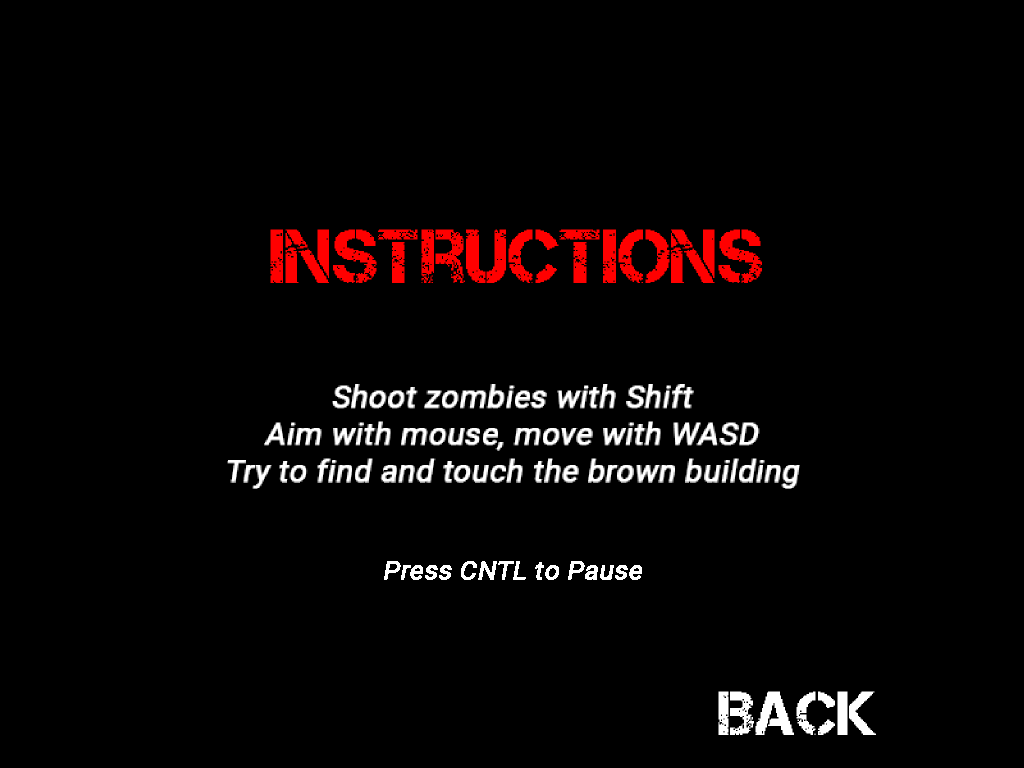 INSTRUCTIONS
Shoot zombies with Shift
Aim with mouse, move with WASD
Try to find and touch the brown building
Press CNTL to Pause
BACK